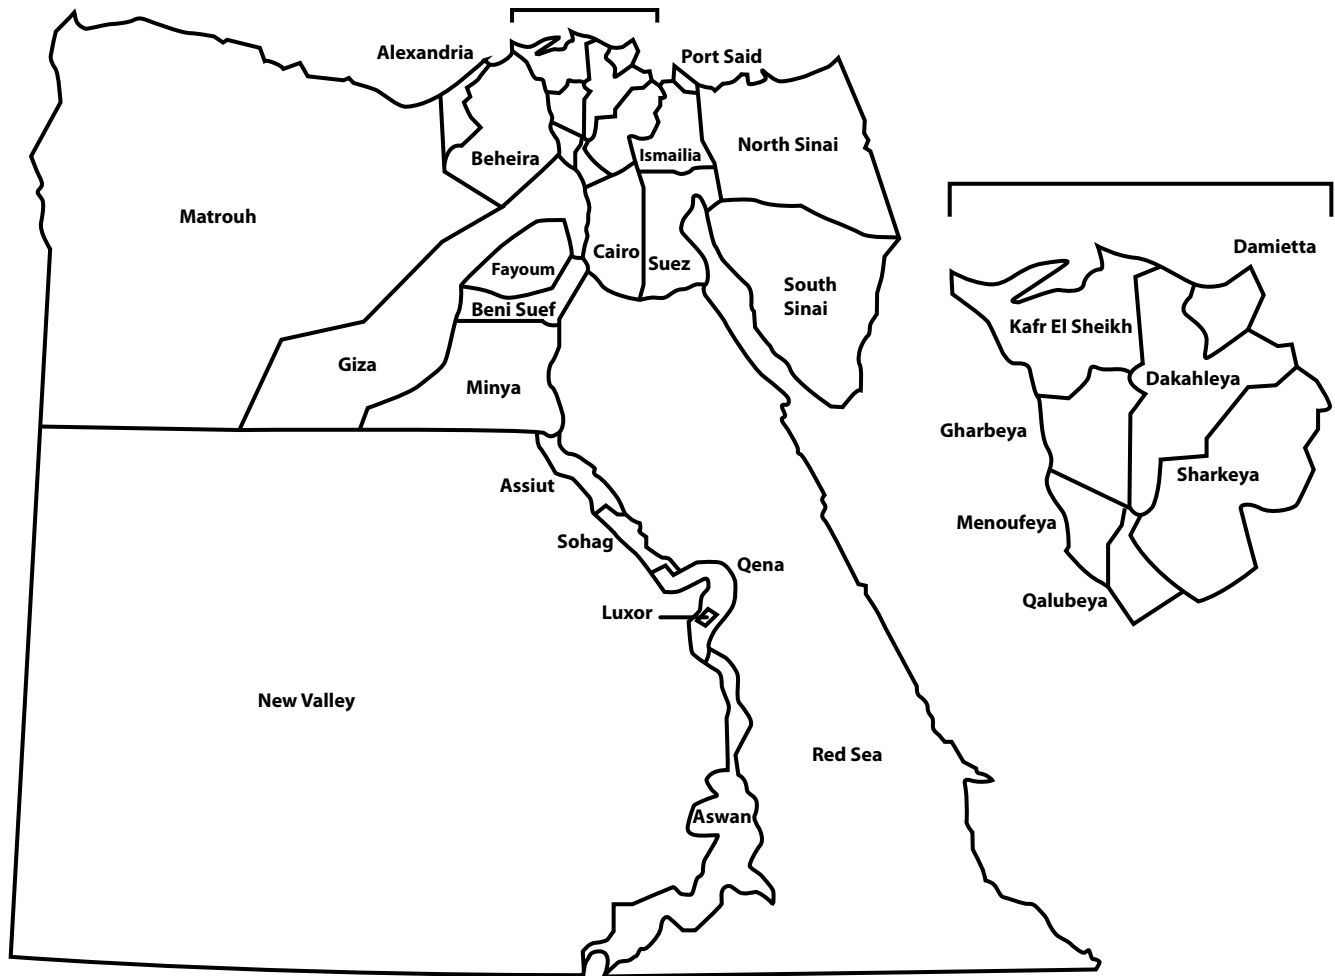 Alexandria
Port Said
Beheira
Ismailia
North Sinai
Matrouh
Cairo
Suez
Fayoum
South
Sinai
Beni Suef
Giza
Minya
Damietta
Kafr El Sheikh
Dakahleya
Gharbeya
Sharkeya
Menoufeya
Qalubeya
Assiut
Sohag
Qena
Luxor
New Valley
Red Sea
Aswan